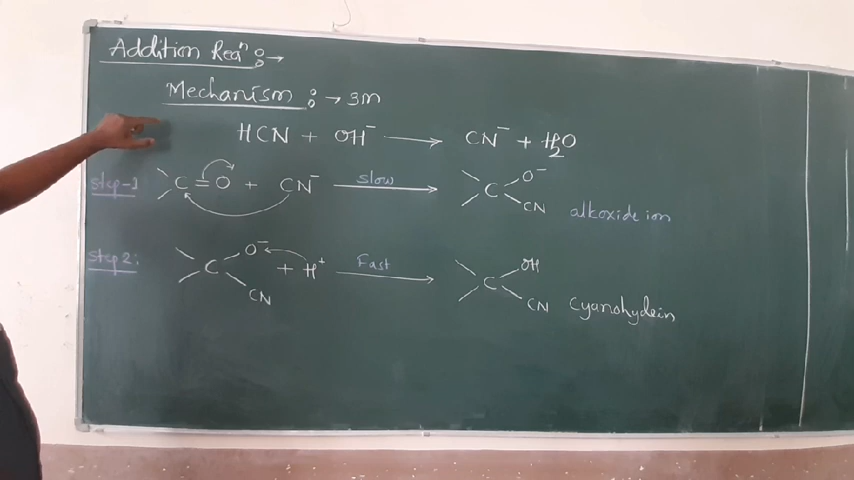 Addition Reaⁿ :→
Mechanism : → 3m
HCN + OH⁻ → CN⁻ + H₂O
Step-1 >C=O + CN⁻ slow → >C O⁻ CN alkoxide ion
Step 2: >C O⁻ CN + H⁺ Fast → >C OH CN Cyanohydein